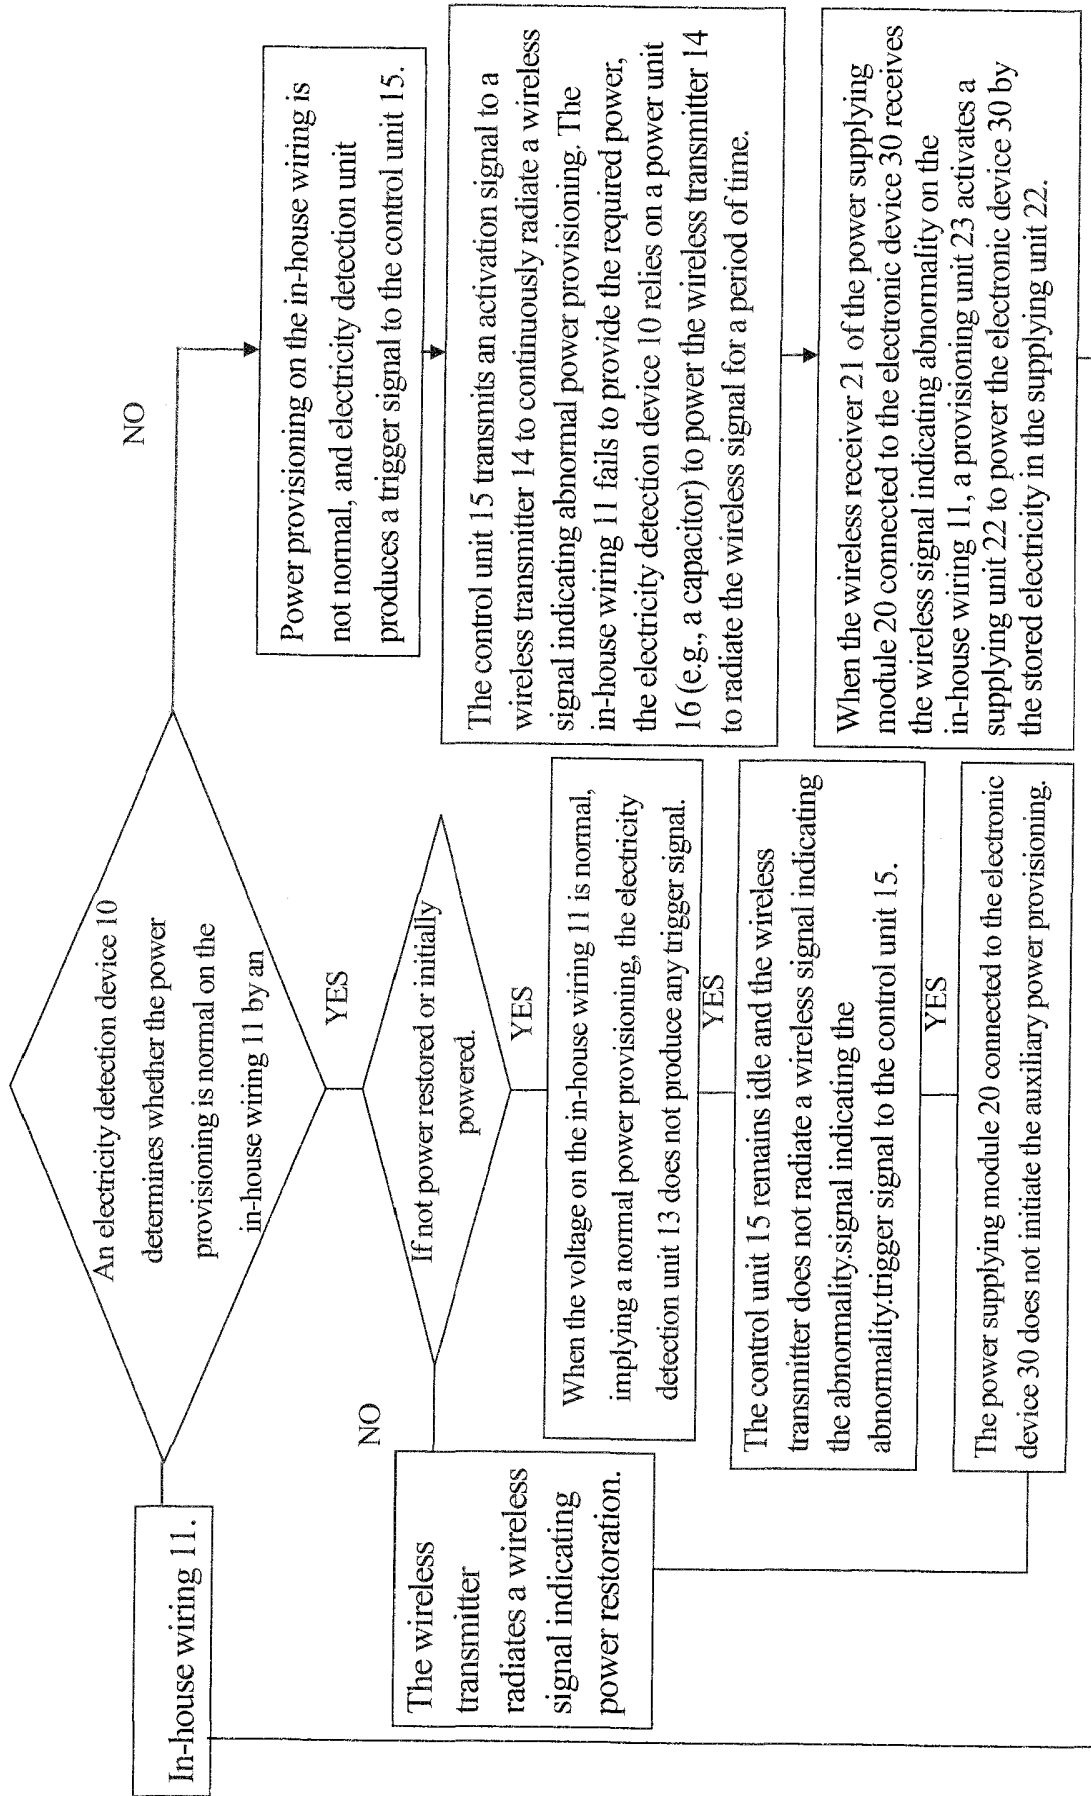 In-house wiring 11.
An electricity detection device 10
determines whether the power
provisioning is normal on the
in-house wiring 11 by an
NO
Power provisioning on the in-house wiring is
not normal, and electricity detection unit
produces a trigger signal to the control unit 15.
The control unit 15 transmits an activation signal to a
wireless transmitter 14 to continuously radiate a wireless
signal indicating abnormal power provisioning. The
in-house wiring 11 fails to provide the required power,
the electricity detection device 10 relies on a power unit
16 (e.g., a capacitor) to power the wireless transmitter 14
to radiate the wireless signal for a period of time.
When the wireless receiver 21 of the power supplying
module 20 connected to the electronic device 30 receives
the wireless signal indicating abnormality on the
in-house wiring 11, a provisioning unit 23 activates a
supplying unit 22 to power the electronic device 30 by
the stored electricity in the supplying unit 22.
YES
If not power restored or initially
powered.
NO
The wireless
transmitter
radiates a wireless
signal indicating
power restoration.
YES
When the voltage on the in-house wiring 11 is normal,
implying a normal power provisioning, the electricity
detection unit 13 does not produce any trigger signal.
YES
The control unit 15 remains idle and the wireless
transmitter does not radiate a wireless signal indicating
the abnormality.signal indicating the
abnormality.trigger signal to the control unit 15.
YES
The power supplying module 20 connected to the electronic
device 30 does not initiate the auxiliary power provisioning.